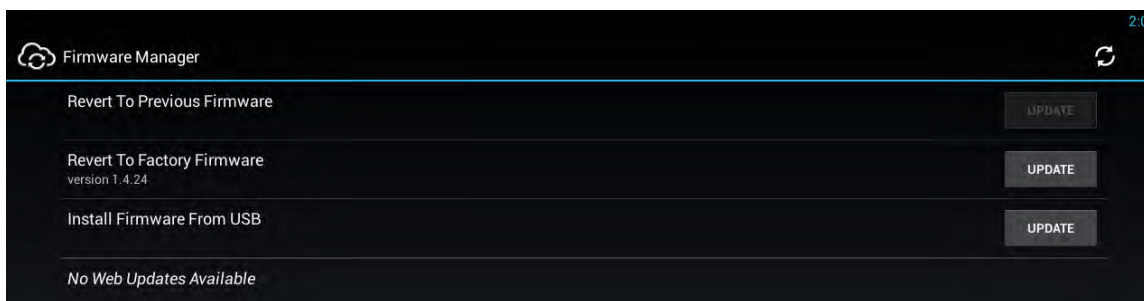 Firmware Manager
Revert To Previous Firmware
UPDATE
Revert To Factory Firmware
version 1.4.24
UPDATE
Install Firmware From USB
UPDATE
No Web Updates Available